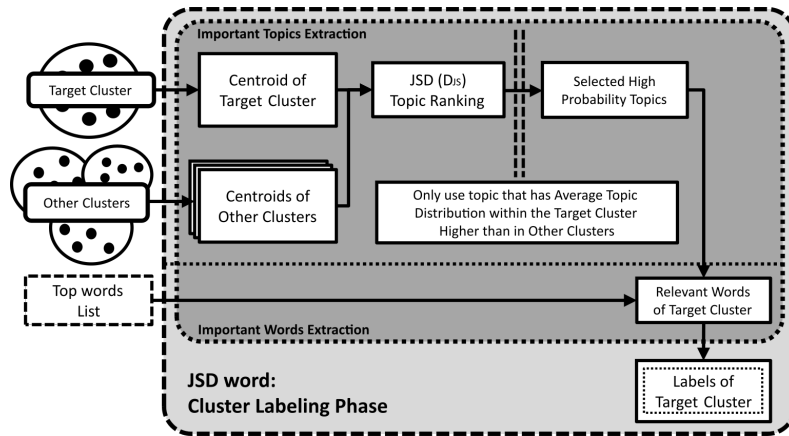 Important Topics Extraction
Target Cluster
Centroid of
Target Cluster
JSD (DJS)
Topic Ranking
Selected High
Probability Topics
Other Clusters
Centroids of
Other Clusters
Only use topic that has Average Topic
Distribution within the Target Cluster
Higher than in Other Clusters
Top words
List
Relevant Words
of Target Cluster
Important Words Extraction
JSD word:
Cluster Labeling Phase
Labels of
Target Cluster